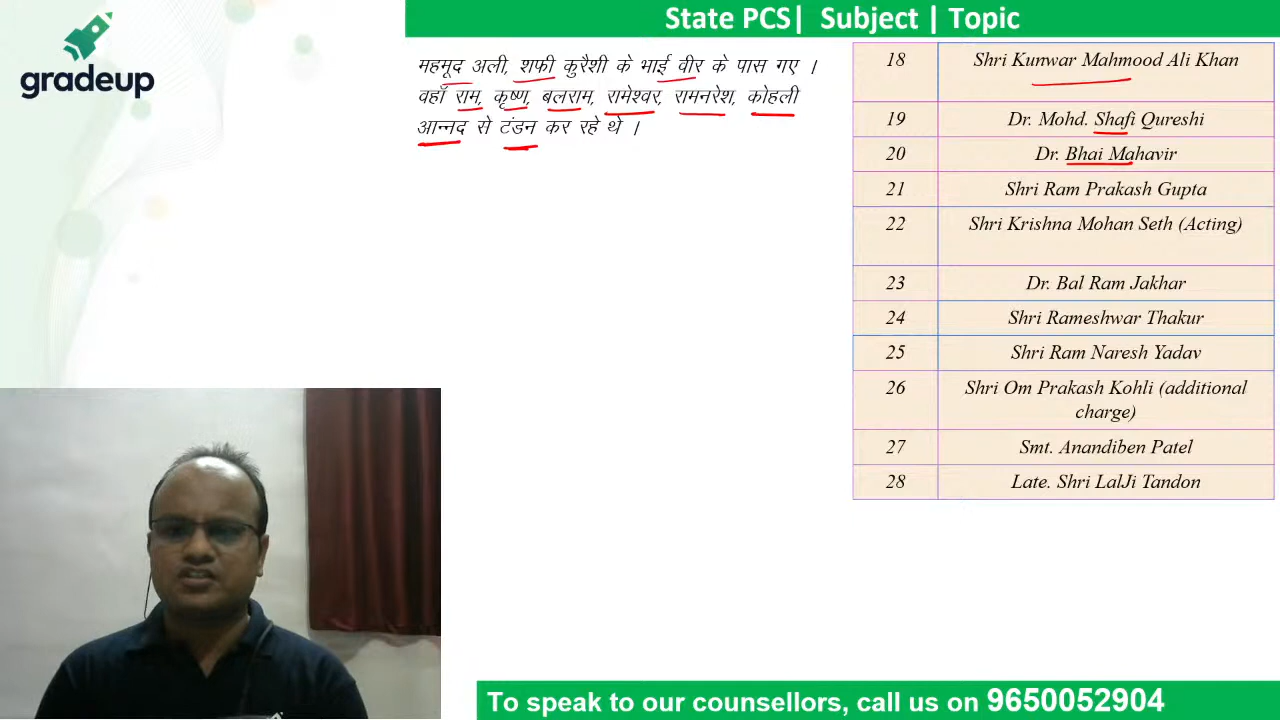 State PCS| Subject | Topic
gradeup
महमूद अली, शफी कुरैशी के भाई वीर के पास गए ।
वहाँ राम, कृष्ण, बलराम, रामेश्वर, रामनरेश, कोहली
आन्नद से टंडन कर रहे थे ।
18 Shri Kunwar Mahmood Ali Khan
19 Dr. Mohd. Shafi Qureshi
20 Dr. Bhai Mahavir
21 Shri Ram Prakash Gupta
22 Shri Krishna Mohan Seth (Acting)
23 Dr. Bal Ram Jakhar
24 Shri Rameshwar Thakur
25 Shri Ram Naresh Yadav
26 Shri Om Prakash Kohli (additional
charge)
27 Smt. Anandiben Patel
28 Late. Shri LalJi Tandon
To speak to our counsellors, call us on 9650052904